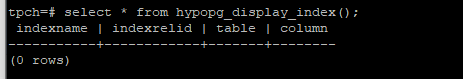 tpch=# select * from hypopg_display_index();
 indexname | indexrelid | table | column
-----------+------------+-------+--------
(0 rows)